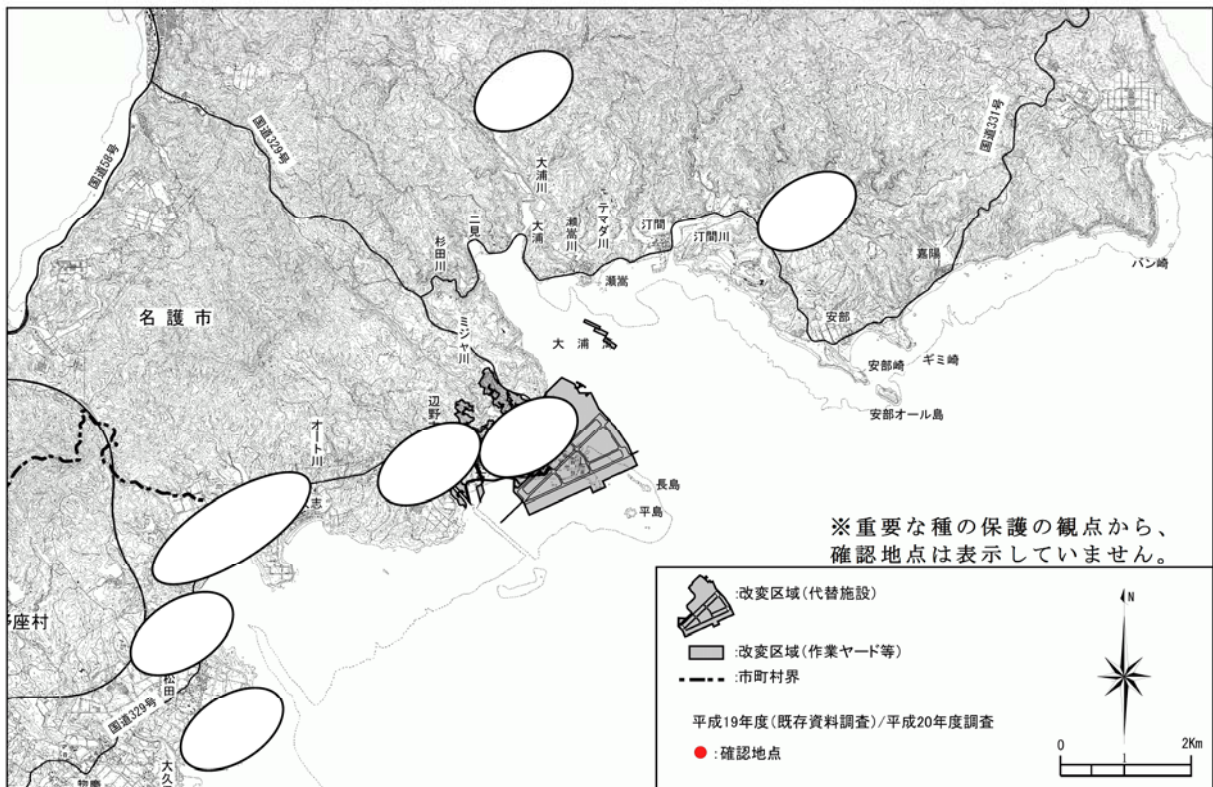 国道58号
国道329号
国道331号
大浦川
二見
大浦
瀬嵩川
テマダ川
汀間
汀間川
杉田川
瀬嵩
嘉陽
バン崎
名護市
ミジャ川
大浦
安部
安部崎
ギミ崎
安部オール島
辺野
オート川
志
長島
平島
※重要な種の保護の観点から、
確認地点は表示していません。
座村
松田
国道329号
大久
:改変区域(代替施設)
:改変区域(作業ヤード等)
:市町村界
平成19年度(既存資料調査)/平成20年度調査
:確認地点
N
0 1 2Km